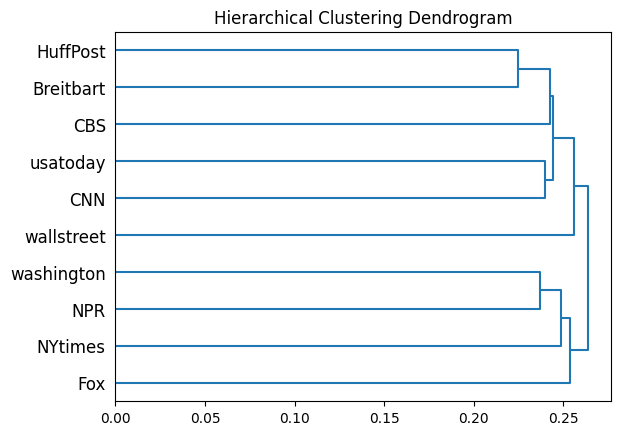 Hierarchical Clustering Dendrogram
HuffPost
Breitbart
CBS
usatoday
CNN
wallstreet
washington
NPR
NYtimes
Fox
0.00 0.05 0.10 0.15 0.20 0.25